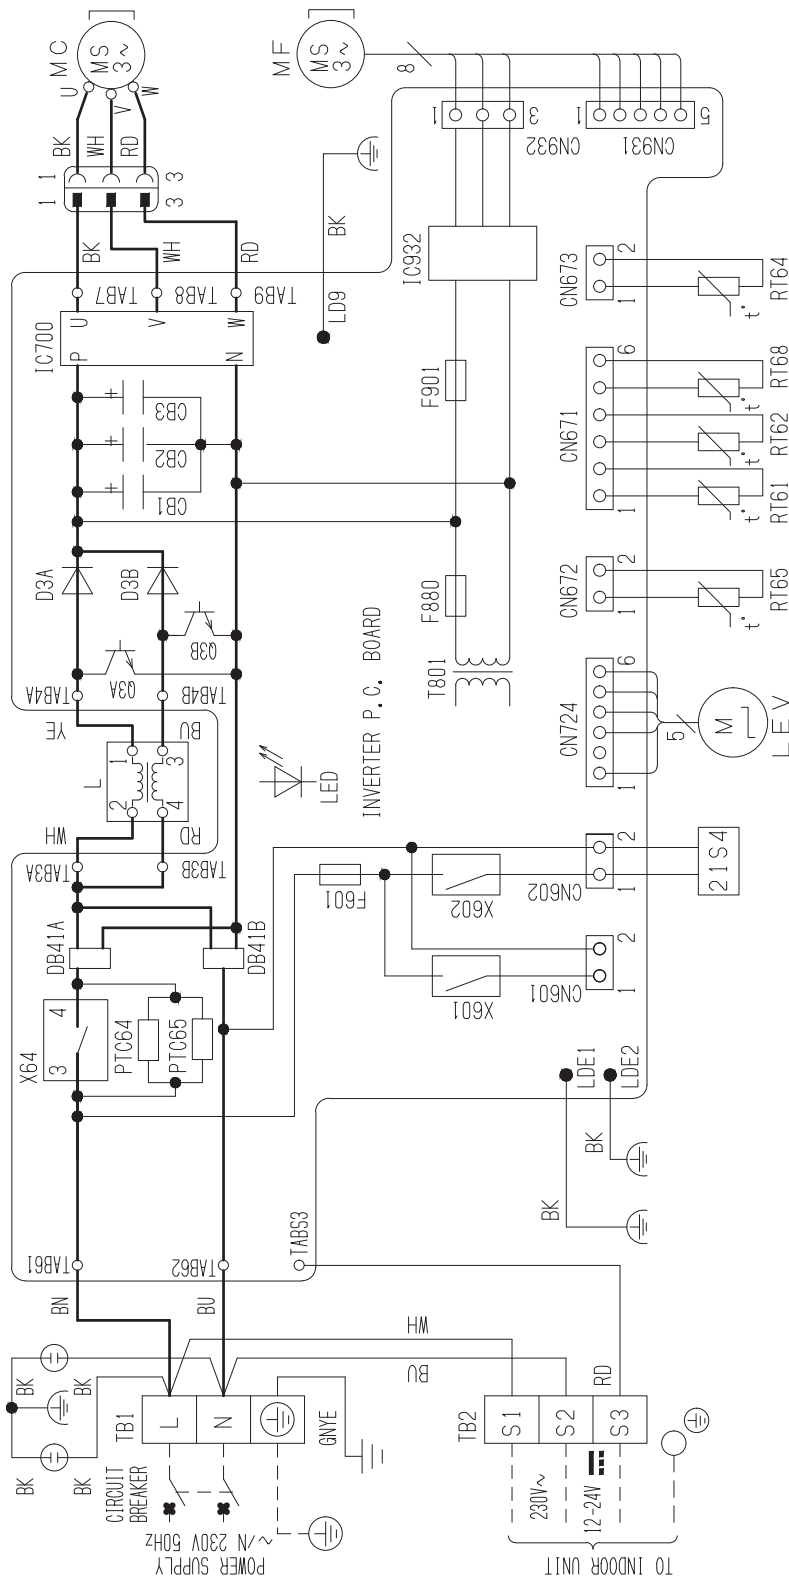 M C
U
V
W
MS
3~
BK
WH
RD
1
3
1
3
BK
WH
RD
TAB7
TAB8
TAB9
IC700
P
U
V
N
W
CB1
CB2
CB3
D3A
D3B
Q3A
Q3B
TAB4A
TAB4B
YE
BU
L
1
2
3
4
WH
RD
TAB3A
TAB3B
DB41A
DB41B
X64
3
4
PTC64
PTC65
TAB61
TAB62
TABS3
BN
BU
BK
BK
BK
BK
TB1
L
N
GNYE
CIRCUIT
BREAKER
POWER SUPPLY
~/N 230V 50Hz
M F
MS
3~
8
1
3
CN932
1
5
CN931
BK
LD9
IC932
F901
F880
T801
INVERTER P.C. BOARD
LED
F601
X602
X601
CN602
1
2
CN601
1
2
21S4
CN724
1
6
5
M
LEV
CN672
1
2
t°
RT65
CN671
1
6
t°
RT61
t°
RT62
t°
RT68
CN673
1
2
t°
RT64
LDE1
LDE2
BK
BK
WH
BU
RD
TB2
S1
S2
S3
230V~
12-24V
TO INDOOR UNIT